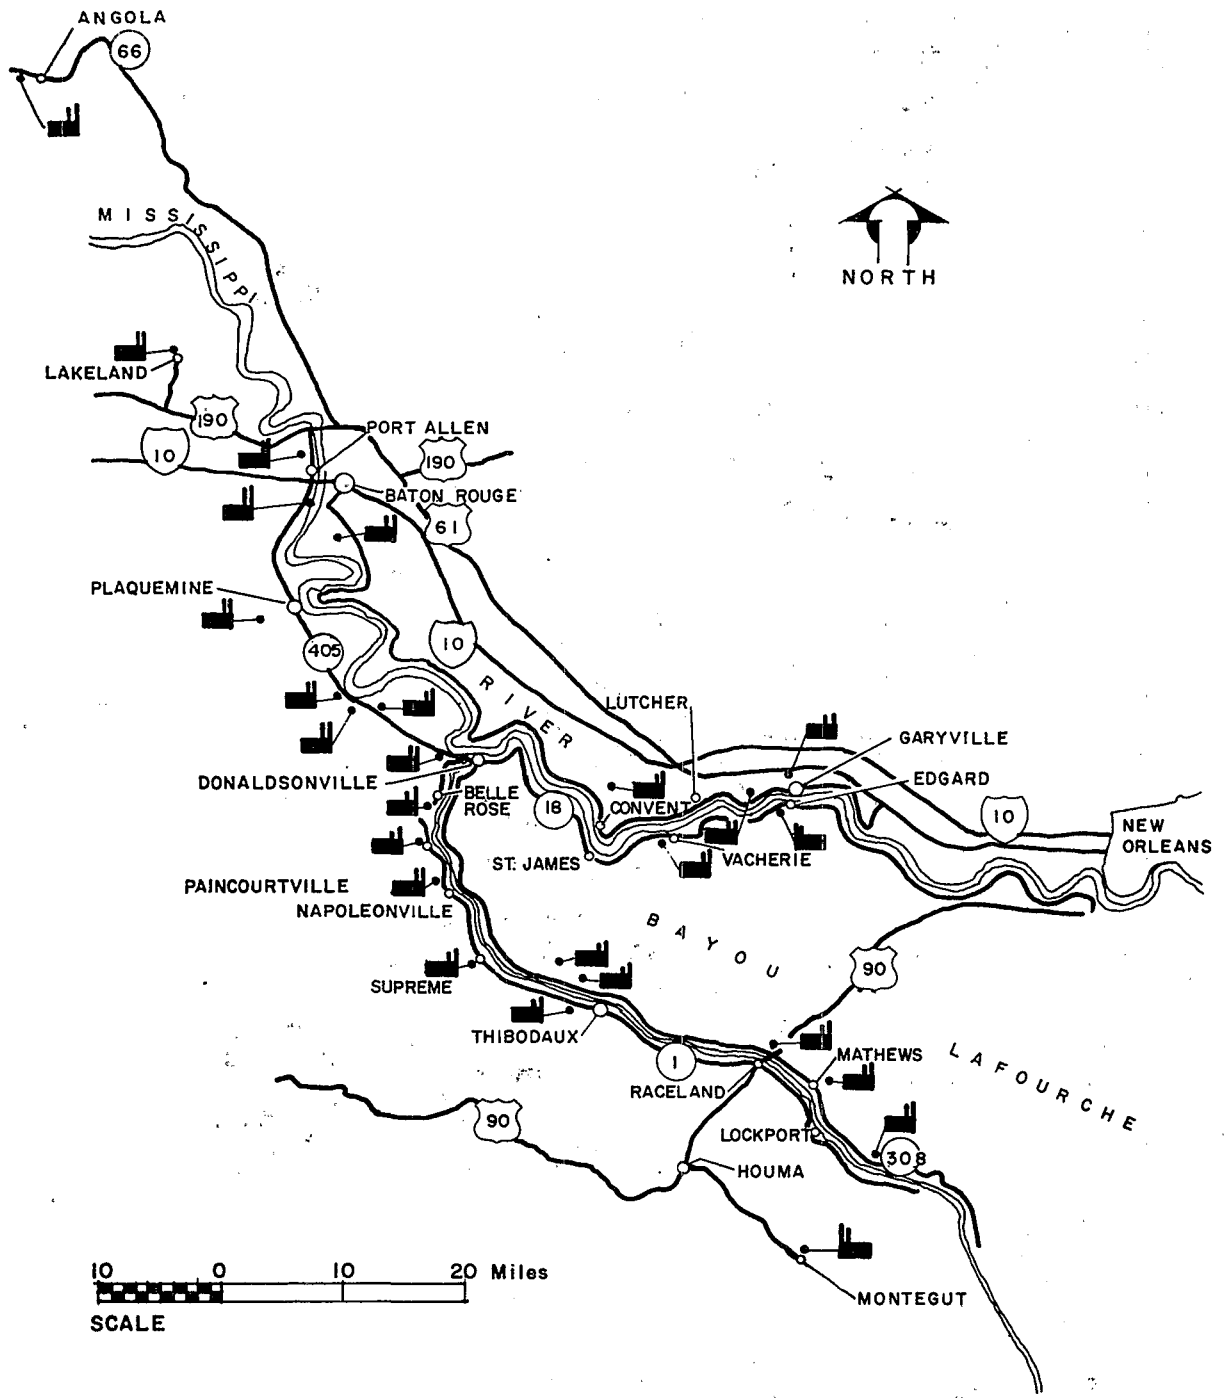 ANGOLA
66
MISSISSIPPI
NORTH
LAKELAND
190
10
PORT ALLEN
190
BATON ROUGE
61
PLAQUEMINE
405
10
RIVER
LUTCHER
GARYVILLE
EDGARD
DONALDSONVILLE
BELLE
ROSE
18
CONVENT
10
NEW
ORLEANS
ST. JAMES
VACHERIE
PAINCOURTVILLE
NAPOLEONVILLE
BAYOU
90
SUPREME
THIBODAUX
1
MATHEWS
LAFOURCHE
RACELAND
90
LOCKPORT
308
HOUMA
10 0 10 20 Miles
SCALE
MONTEGUT